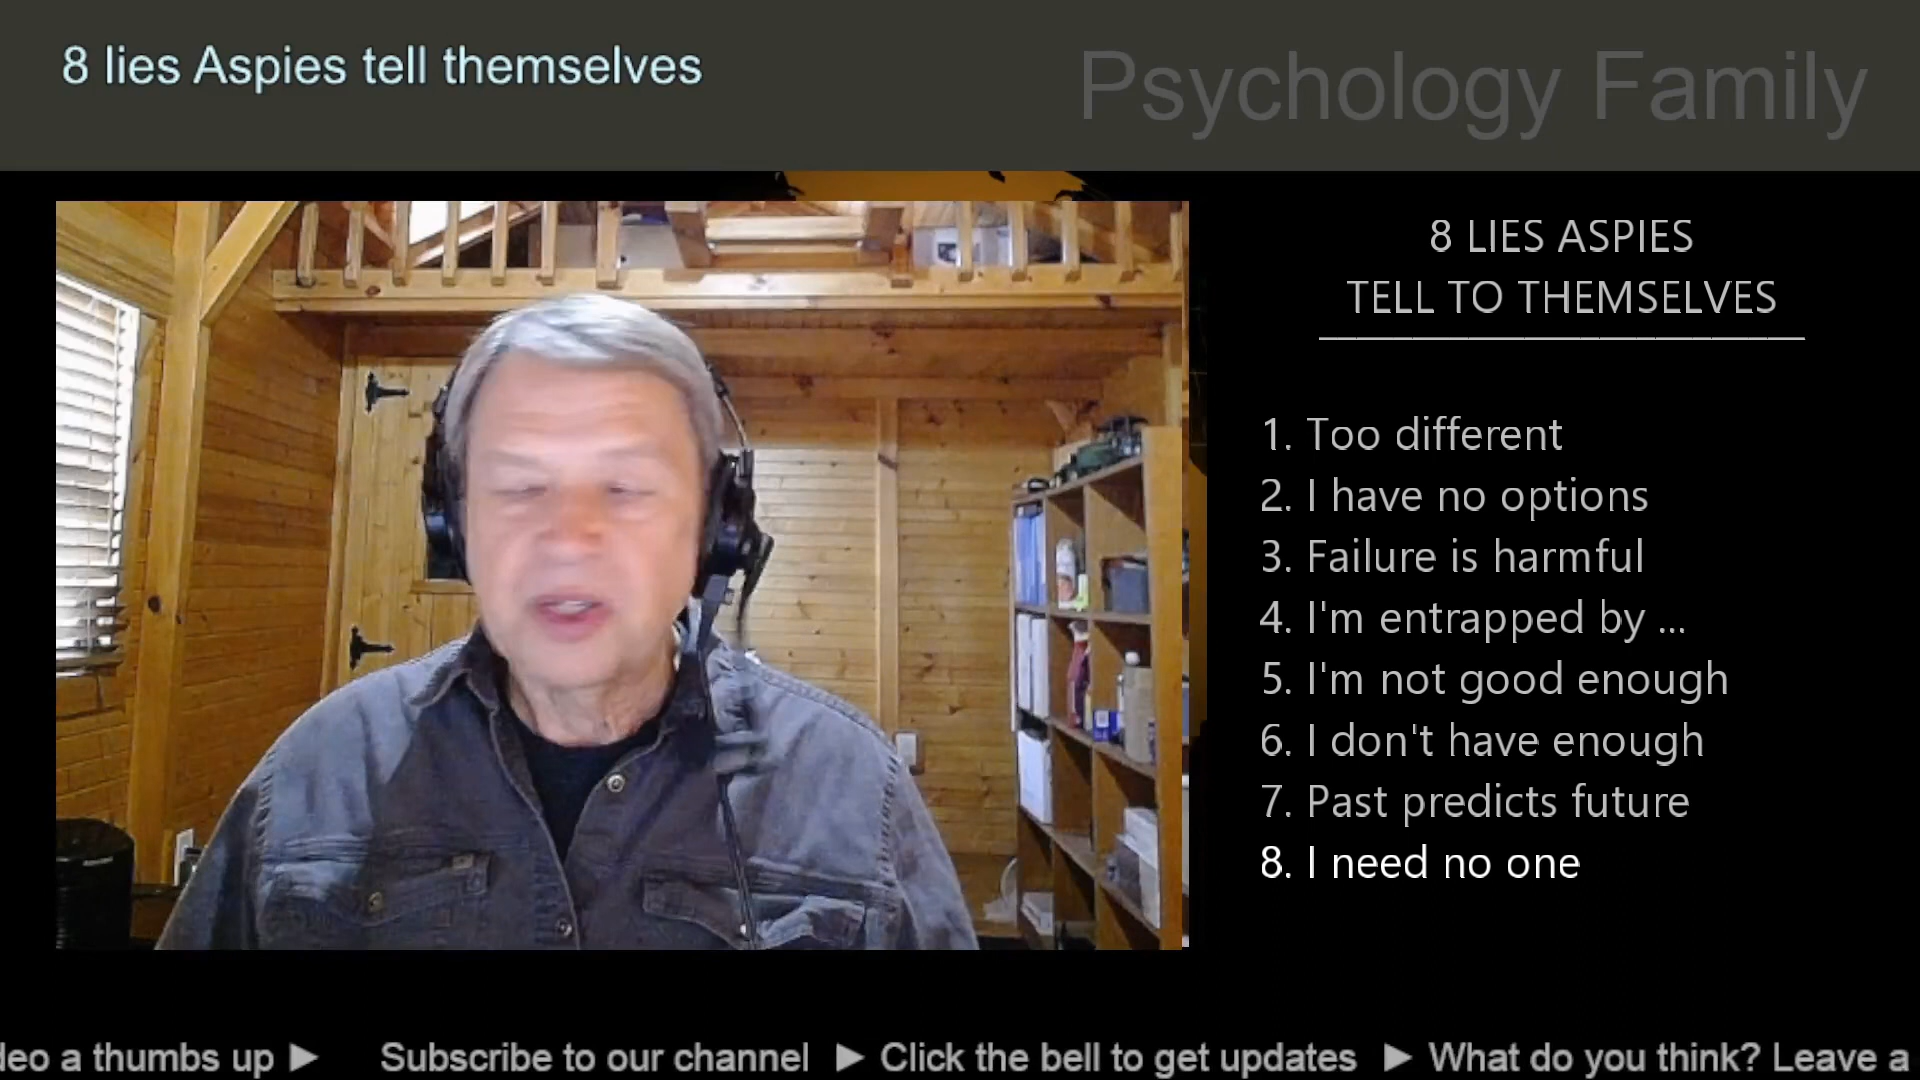 8 lies Aspies tell themselves
Psychology Family
8 LIES ASPIES
TELL TO THEMSELVES
1. Too different
2. I have no options
3. Failure is harmful
4. I'm entrapped by ...
5. I'm not good enough
6. I don't have enough
7. Past predicts future
8. I need no one
deo a thumbs up ► Subscribe to our channel ► Click the bell to get updates ► What do you think? Leave a